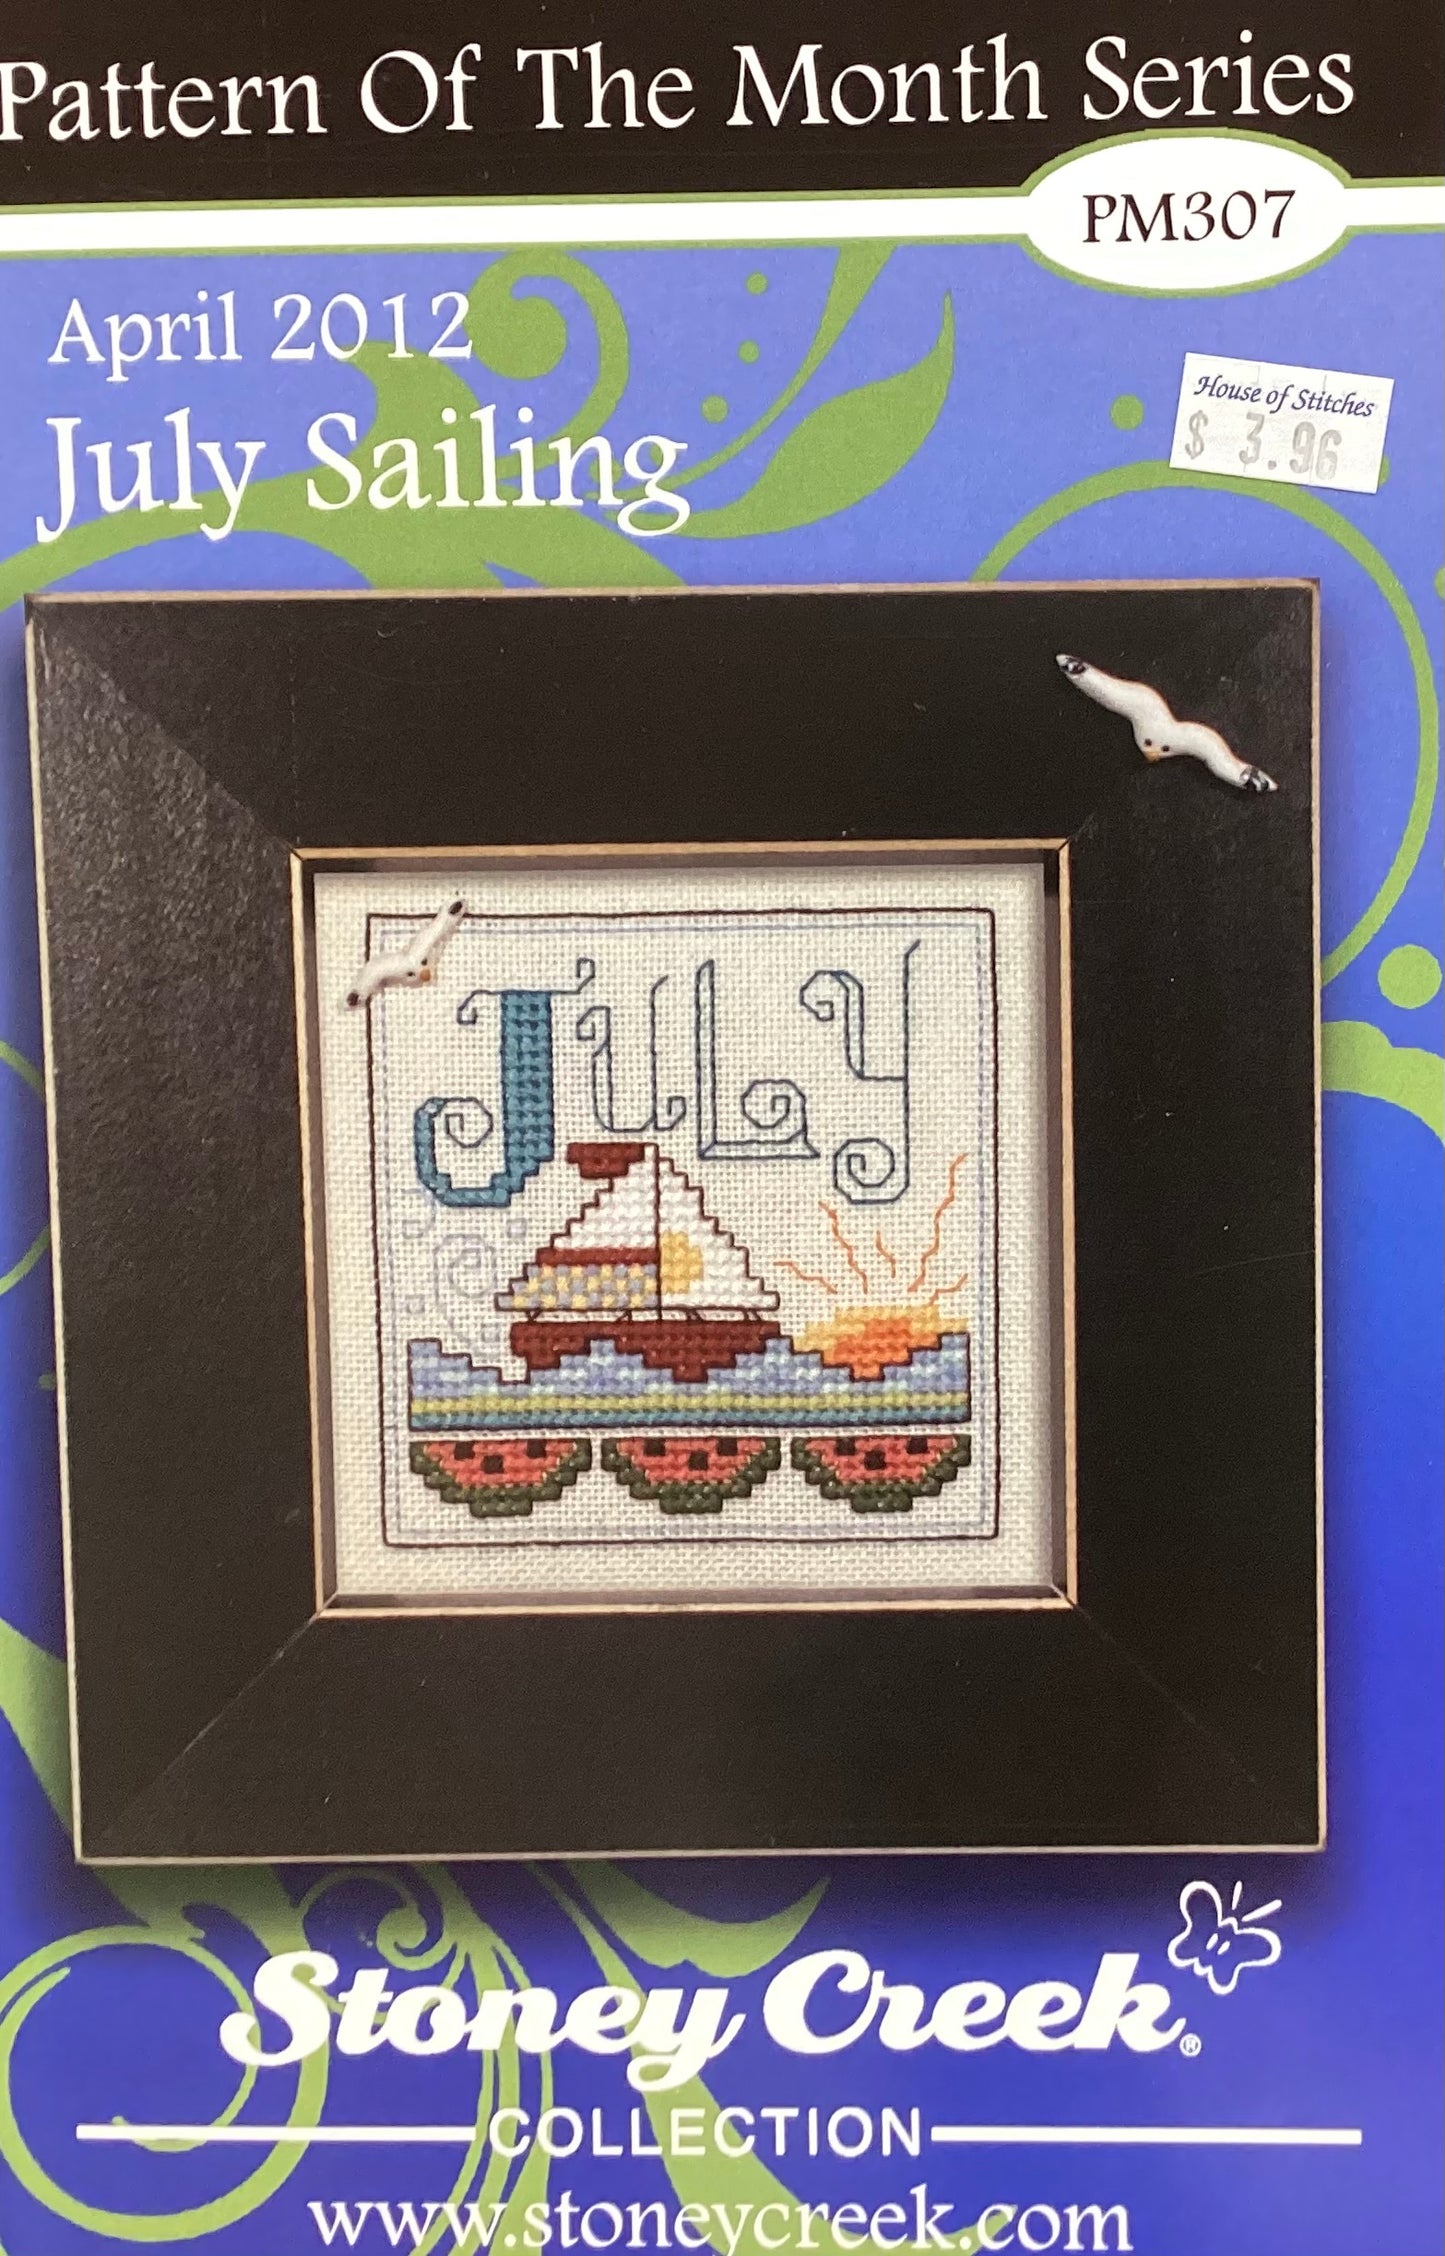 Pattern Of The Month Series
PM307
April 2012
July Sailing
House of Stitches
$ 3.96
July
Stoney Creek®
COLLECTION
www.stoneycreek.com